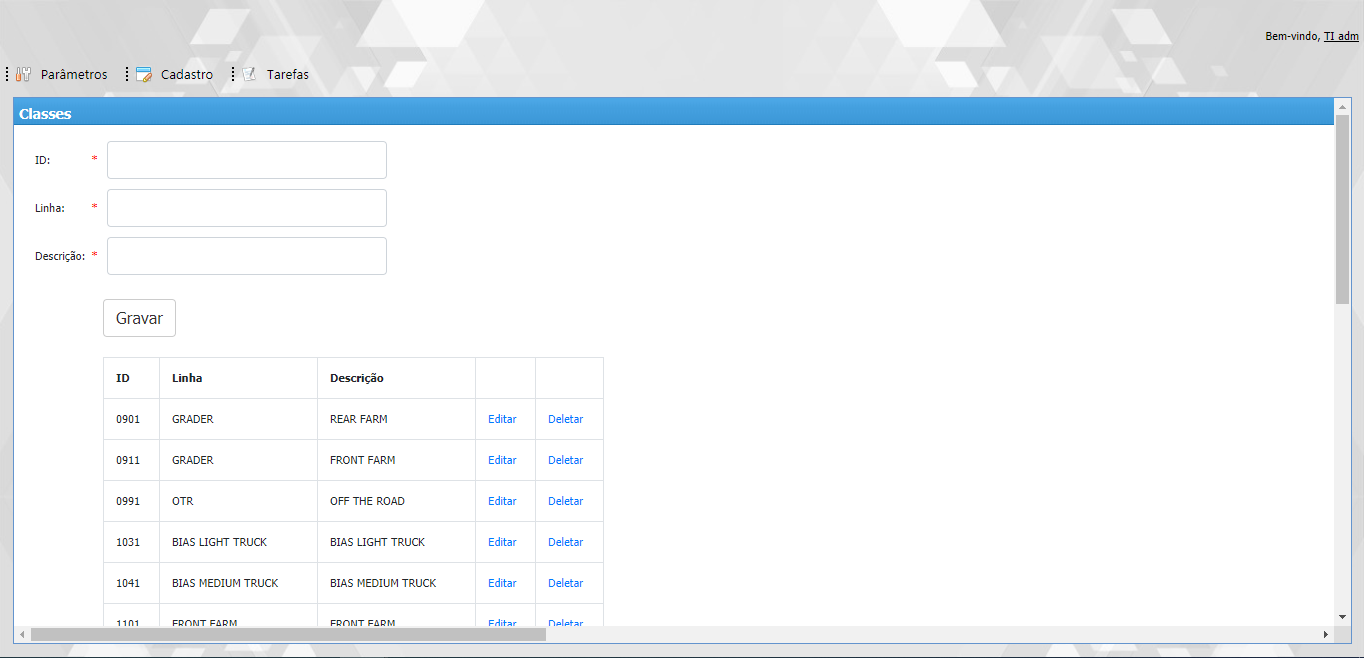 Bem-vindo, TI adm
Parâmetros Cadastro Tarefas
Classes
ID: *
Linha: *
Descrição: *
Gravar
ID Linha Descrição
0901 GRADER REAR FARM Editar Deletar
0911 GRADER FRONT FARM Editar Deletar
0991 OTR OFF THE ROAD Editar Deletar
1031 BIAS LIGHT TRUCK BIAS LIGHT TRUCK Editar Deletar
1041 BIAS MEDIUM TRUCK BIAS MEDIUM TRUCK Editar Deletar
1101 FRONT FARM FRONT FARM Editar Deletar